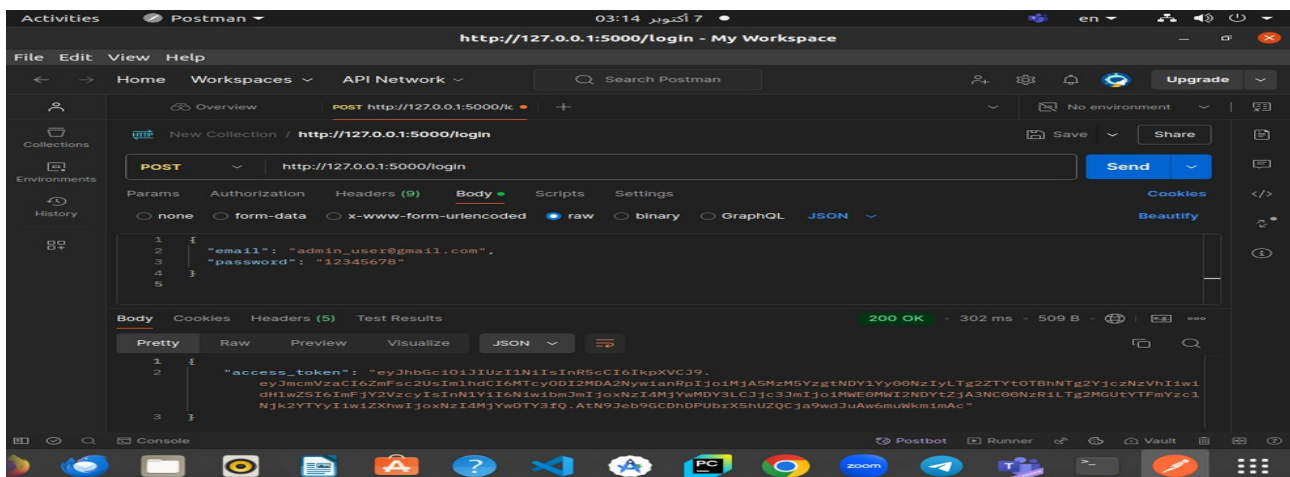 Activities Postman 7 أكتوبر 03:14 en
http://127.0.0.1:5000/login - My Workspace
File Edit View Help
Home Workspaces API Network Search Postman Upgrade
Overview POST http://127.0.0.1:5000/lc No environment
Collections
New Collection / http://127.0.0.1:5000/login Save Share
Environments
POST http://127.0.0.1:5000/login Send
History
Params Authorization Headers (9) Body Scripts Settings Cookies
none form-data x-www-form-urlencoded raw binary GraphQL JSON Beautify
1 {
2 "email": "admin_user@gmail.com",
3 "password": "12345678"
4 }
5
Body Cookies Headers (5) Test Results 200 OK 302 ms 509 B
Pretty Raw Preview Visualize JSON
1 {
2 "access_token": "eyJhbGciOiJIUzI1NiIsInR5cCI6IkpXVCJ9.
3 }
Console Postbot Runner Vault
PC zoom